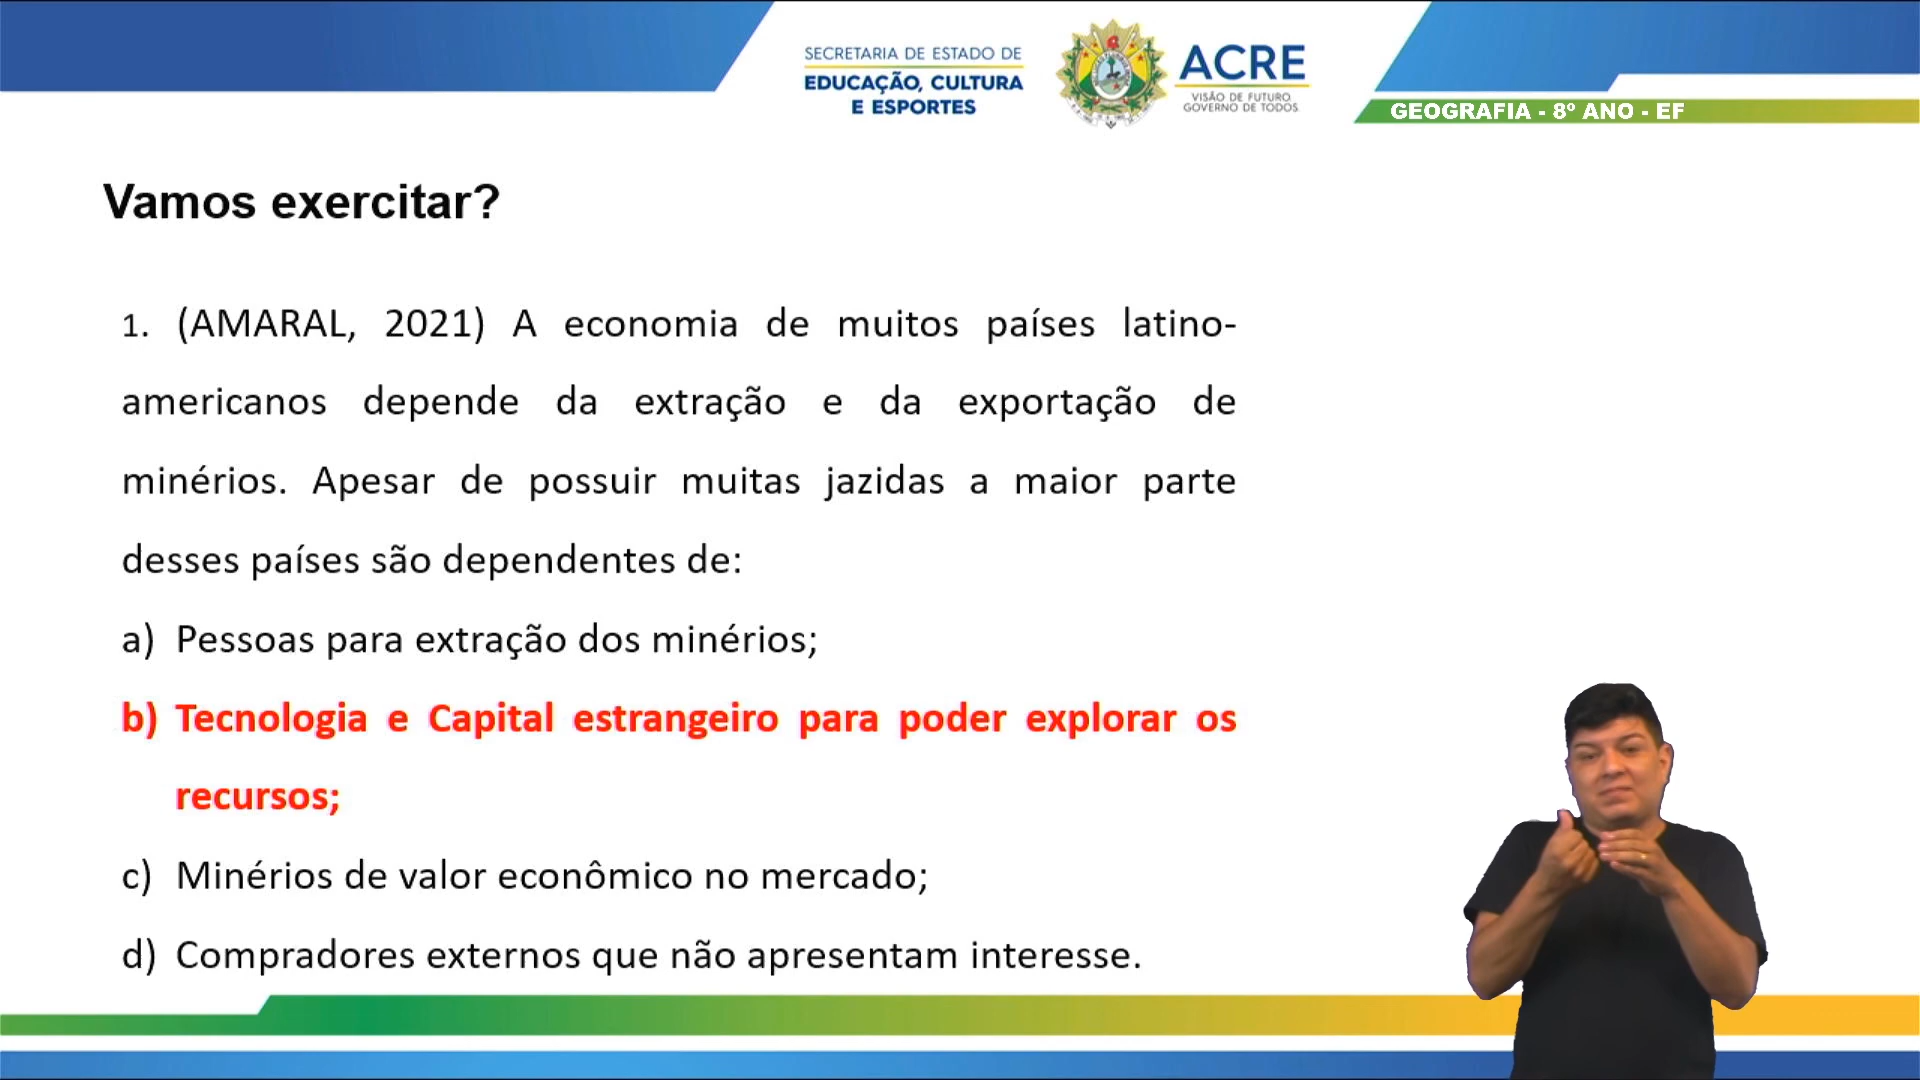 SECRETARIA DE ESTADO DE
EDUCAÇÃO, CULTURA
E ESPORTES
ACRE
VISÃO DE FUTURO
GOVERNO DE TODOS
GEOGRAFIA - 8º ANO - EF
Vamos exercitar?
1. (AMARAL, 2021) A economia de muitos países latino-
americanos depende da extração e da exportação de
minérios. Apesar de possuir muitas jazidas a maior parte
desses países são dependentes de:
a) Pessoas para extração dos minérios;
b) Tecnologia e Capital estrangeiro para poder explorar os
recursos;
c) Minérios de valor econômico no mercado;
d) Compradores externos que não apresentam interesse.